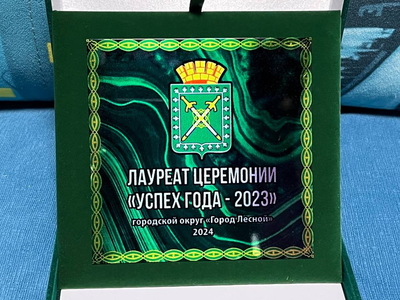 ЛАУРЕАТ ЦЕРЕМОНИИ
«УСПЕХ ГОДА - 2023»
городской округ «Город Лесной»
2024